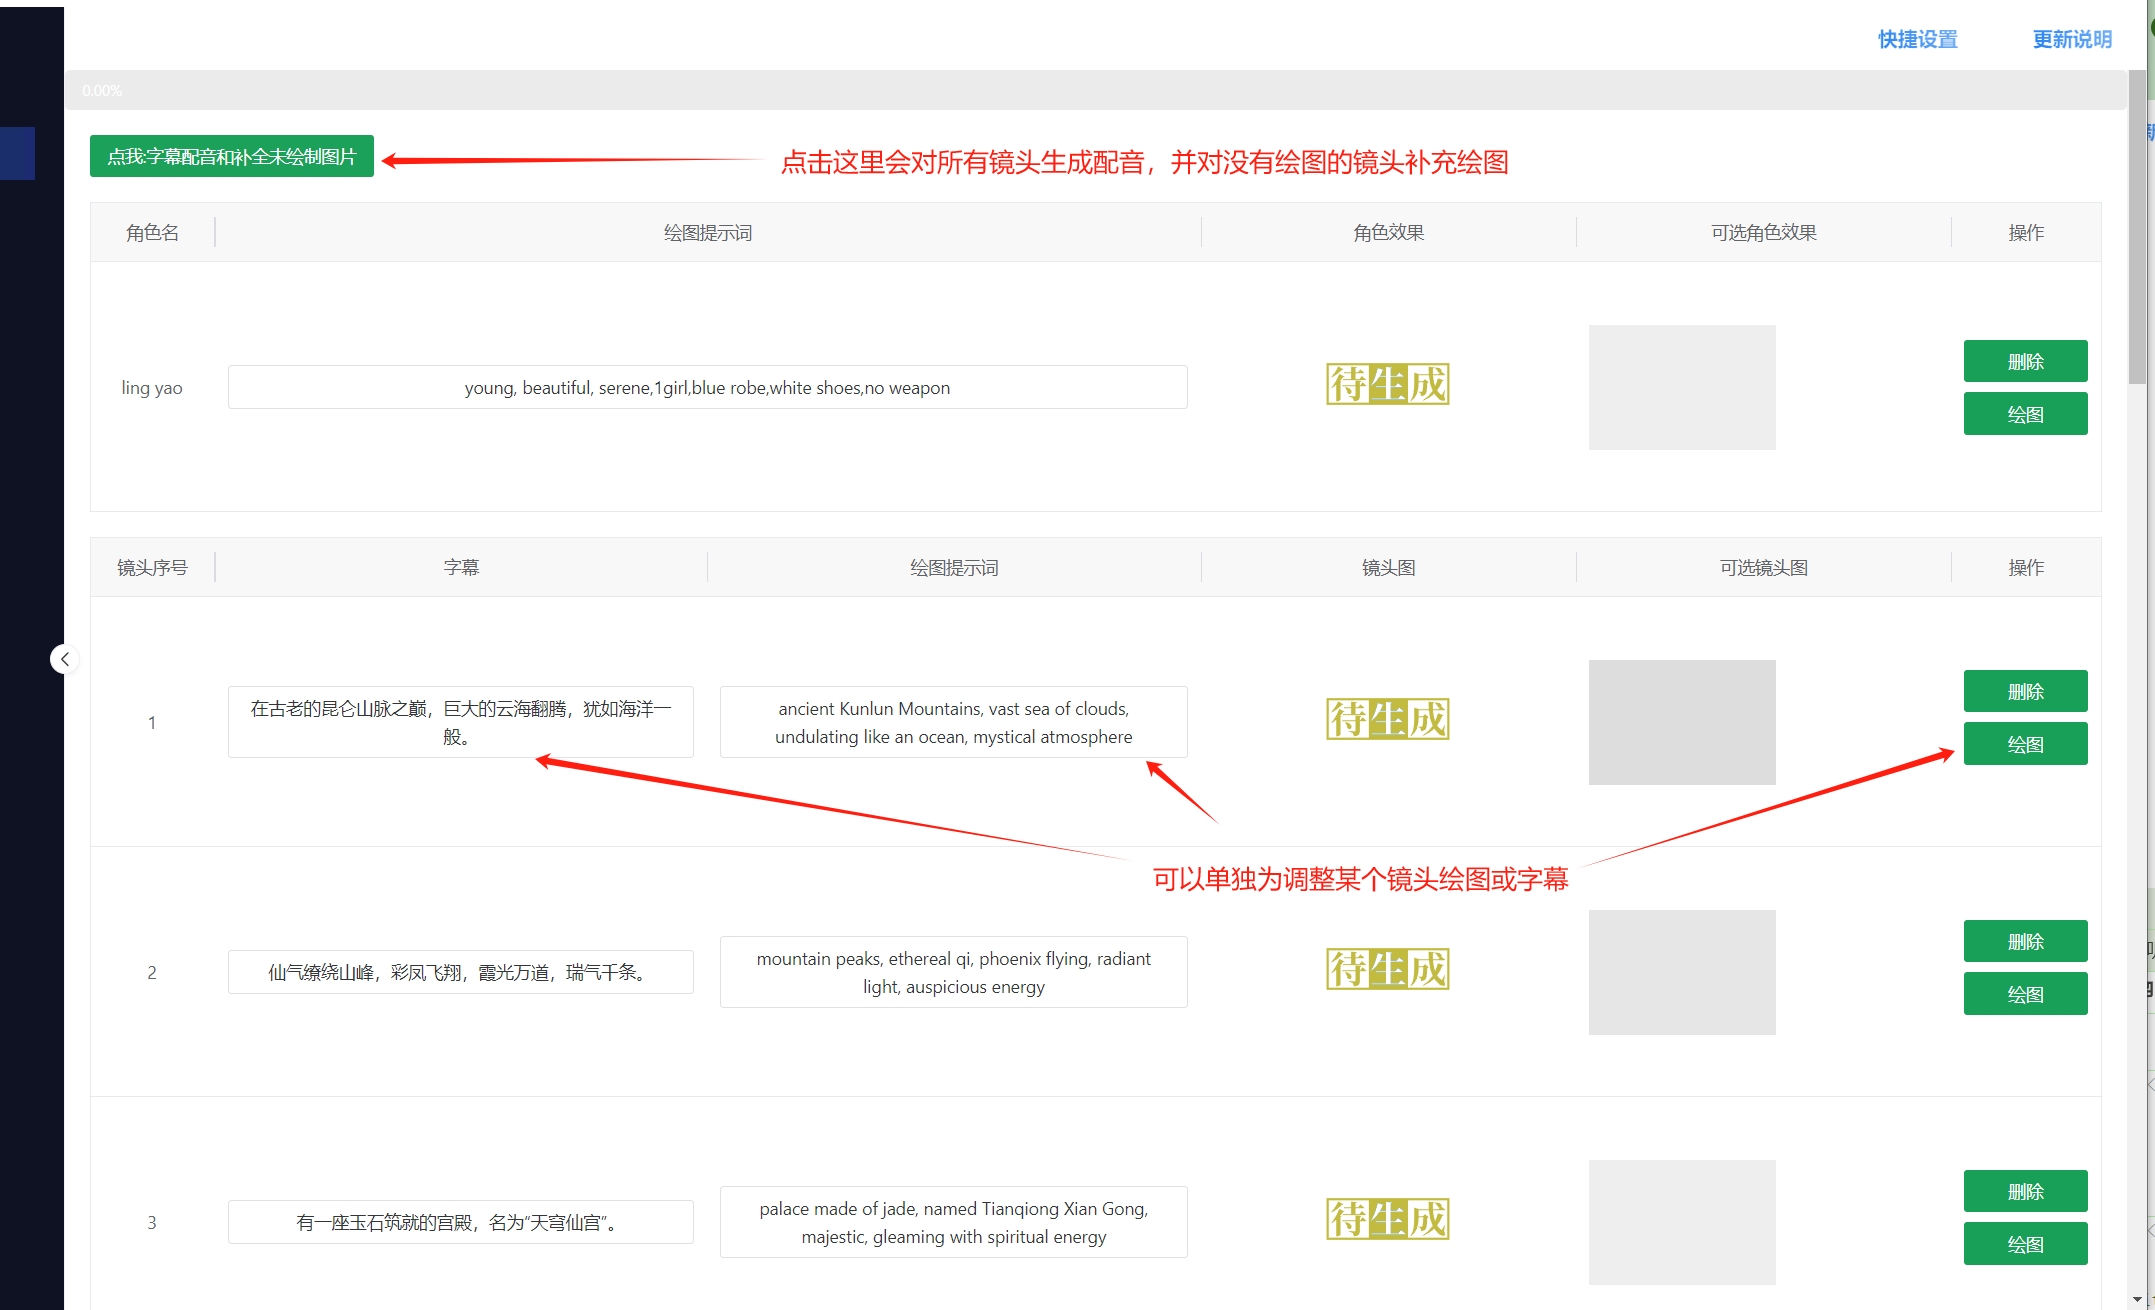 快捷设置
更新说明
0.00%
点我:字幕配音和补全未绘制图片
点击这里会对所有镜头生成配音，并对没有绘图的镜头补充绘图
角色名
绘图提示词
角色效果
可选角色效果
操作
ling yao
young, beautiful, serene,1girl,blue robe,white shoes,no weapon
待生成
删除
绘图
镜头序号
字幕
绘图提示词
镜头图
可选镜头图
操作
1
在古老的昆仑山脉之巅，巨大的云海翻腾，犹如海洋一
般。
ancient Kunlun Mountains, vast sea of clouds,
undulating like an ocean, mystical atmosphere
待生成
删除
绘图
可以单独为调整某个镜头绘图或字幕
2
仙气缭绕山峰，彩凤飞翔，霞光万道，瑞气千条。
mountain peaks, ethereal qi, phoenix flying, radiant
light, auspicious energy
待生成
删除
绘图
3
有一座玉石筑就的宫殿，名为“天穹仙宫”。
palace made of jade, named Tianqiong Xian Gong,
majestic, gleaming with spiritual energy
待生成
删除
绘图